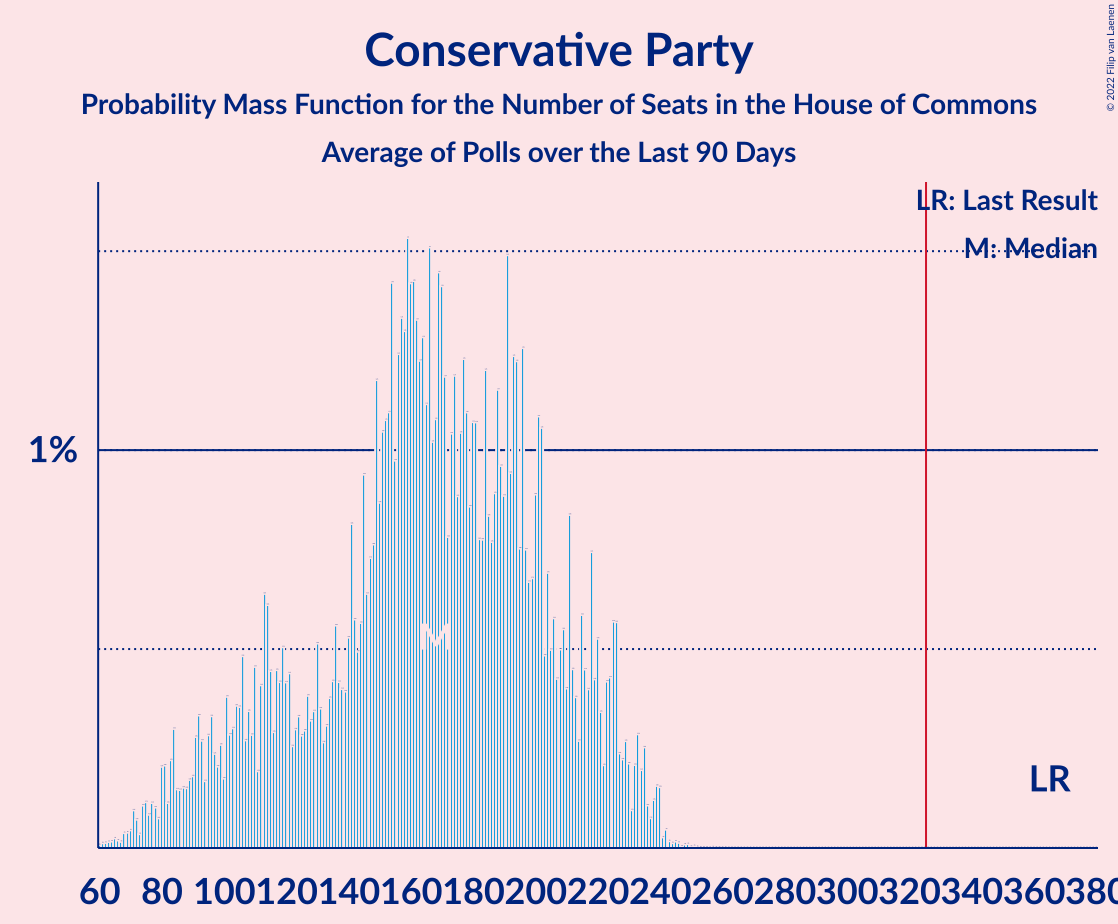 Conservative Party
Probability Mass Function for the Number of Seats in the House of Commons
Average of Polls over the Last 90 Days
© 2022 Filip van Laenen
LR: Last Result
M: Median
1%
M
LR
60 80 100 120 140 160 180 200 220 240 260 280 300 320 340 360 380